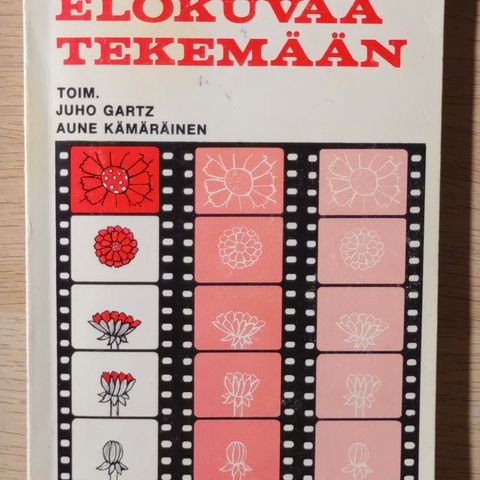 ELOKUVAA
TEKEMÄÄN
TOIM.
JUHO GARTZ
AUNE KÄMÄRÄINEN